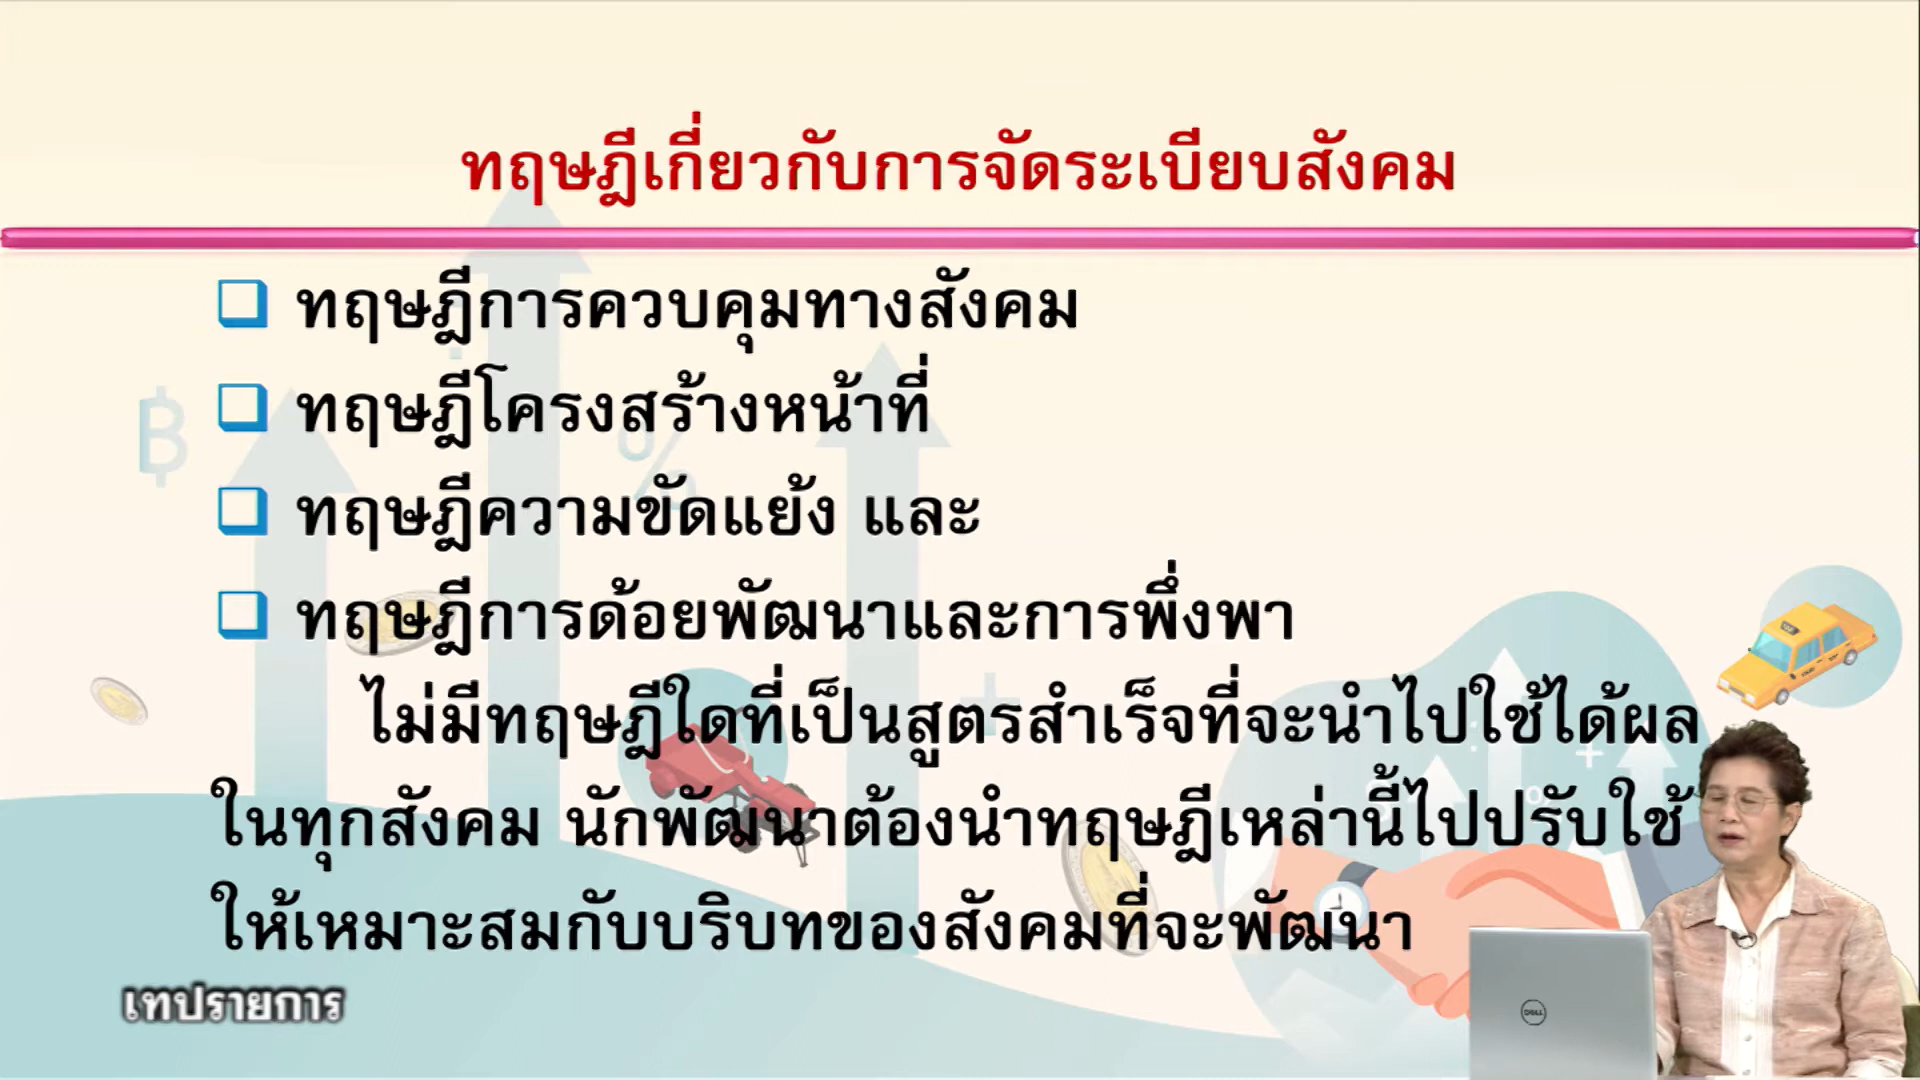 ทฤษฎีเกี่ยวกับการจัดระเบียบสังคม
ทฤษฎีการควบคุมทางสังคม
ทฤษฎีโครงสร้างหน้าที่
ทฤษฎีความขัดแย้ง และ
ทฤษฎีการด้อยพัฒนาและการพึ่งพา
ไม่มีทฤษฎีใดที่เป็นสูตรสำเร็จที่จะนำไปใช้ได้ผล
ในทุกสังคม นักพัฒนาต้องนำทฤษฎีเหล่านี้ไปปรับใช้
ให้เหมาะสมกับบริบทของสังคมที่จะพัฒนา
เทปรายการ
DELL